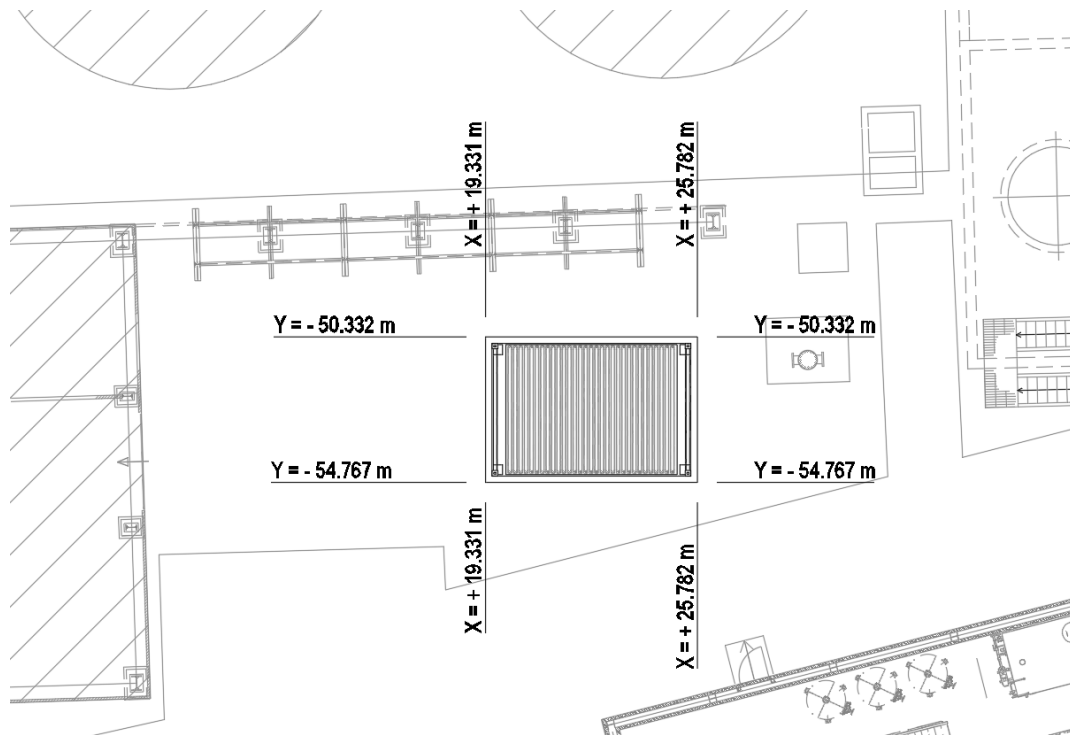 X = + 19.331 m
X = + 25.782 m
Y = - 50.332 m
Y = - 50.332 m
Y = - 54.767 m
Y = - 54.767 m
X = + 19.331 m
X = + 25.782 m